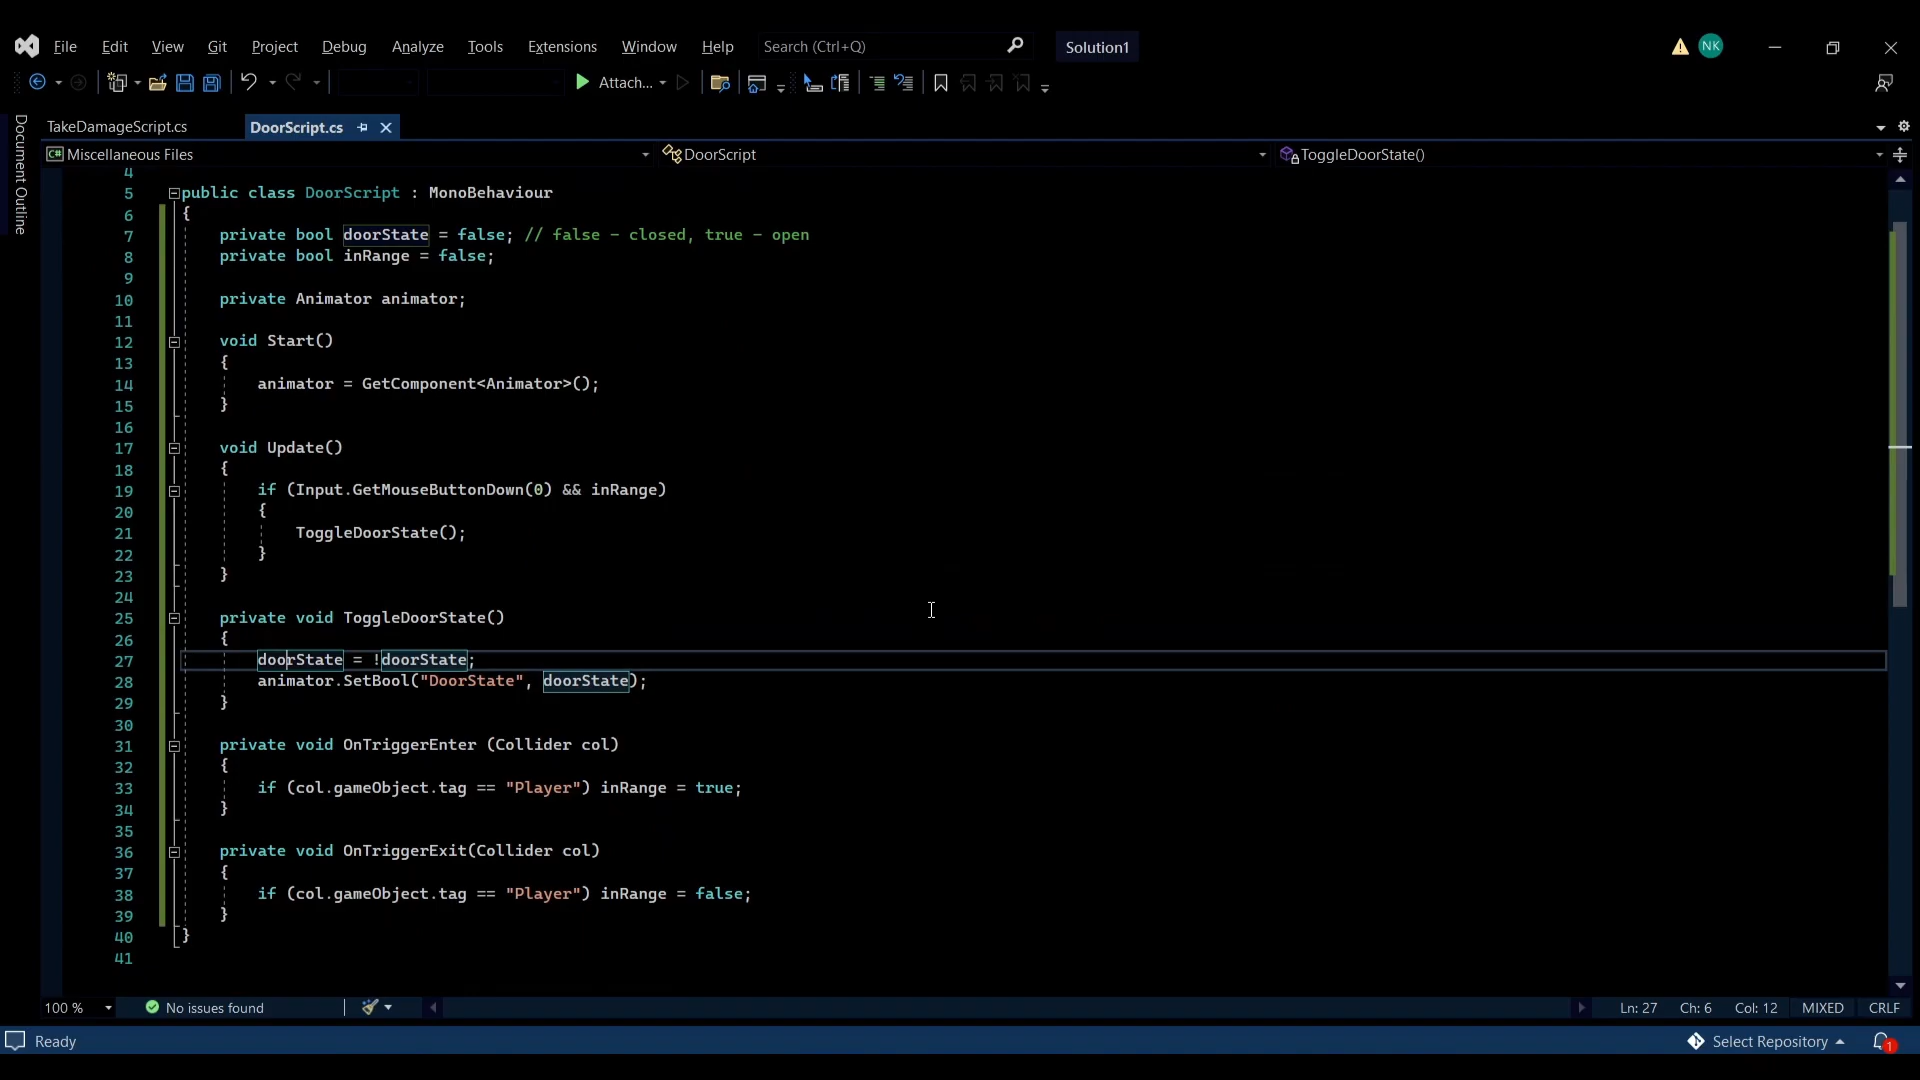 File Edit View Git Project Debug Analyze Tools Extensions Window Help Search (Ctrl+Q) Solution1 NK
Attach...
Document Outline
TakeDamageScript.cs DoorScript.cs
C# Miscellaneous Files DoorScript ToggleDoorState()
4
5 public class DoorScript : MonoBehaviour
6 {
7 private bool doorState = false; // false - closed, true - open
8 private bool inRange = false;
9
10 private Animator animator;
11
12 void Start()
13 {
14 animator = GetComponent<Animator>();
15 }
16
17 void Update()
18 {
19 if (Input.GetMouseButtonDown(0) && inRange)
20 {
21 ToggleDoorState();
22 }
23 }
24
25 private void ToggleDoorState()
26 {
27 doorState = !doorState;
28 animator.SetBool("DoorState", doorState);
29 }
30
31 private void OnTriggerEnter (Collider col)
32 {
33 if (col.gameObject.tag == "Player") inRange = true;
34 }
35
36 private void OnTriggerExit(Collider col)
37 {
38 if (col.gameObject.tag == "Player") inRange = false;
39 }
40 }
41
100 % No issues found Ln: 27 Ch: 6 Col: 12 MIXED CRLF
Ready Select Repository 1